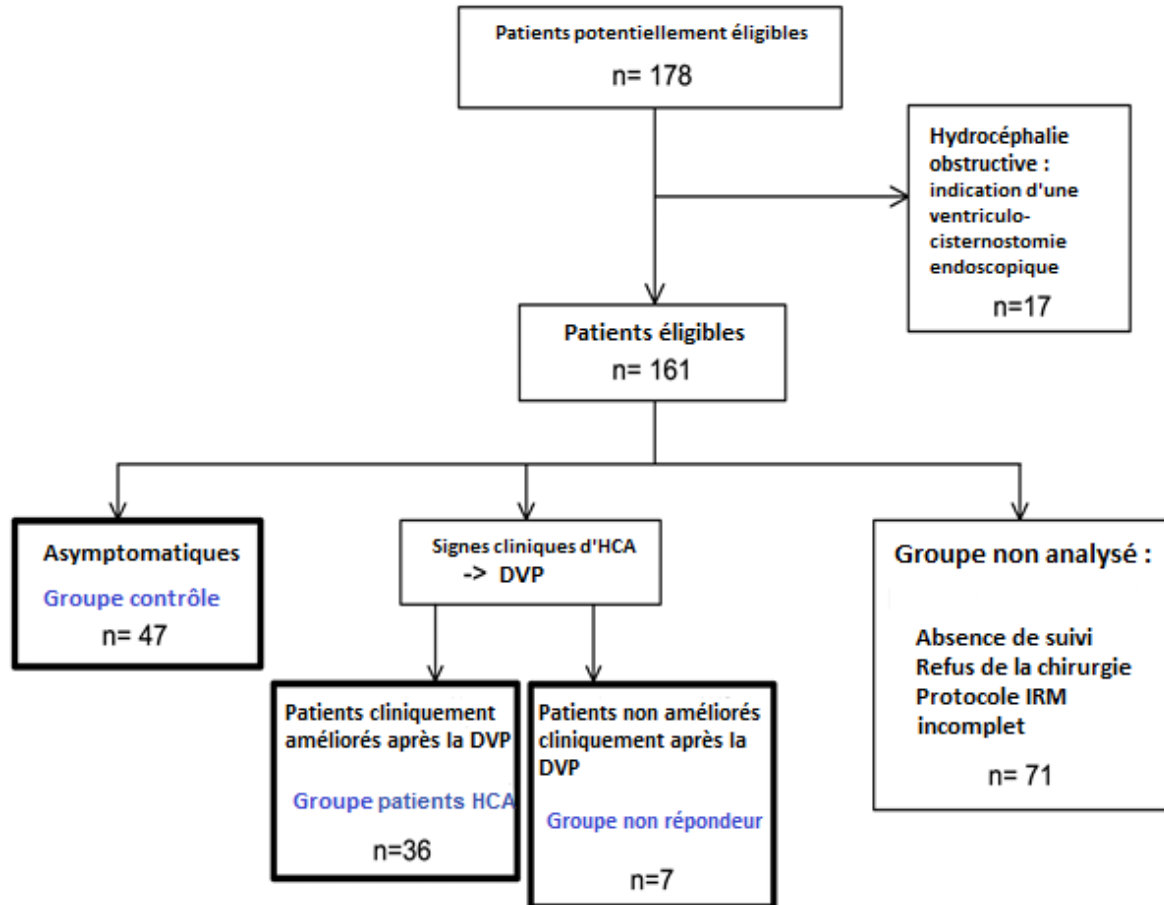 Patients potentiellement éligibles
n= 178
Hydrocéphalie
obstructive :
indication d'une
ventriculo-
cisternostomie
endoscopique
n=17
Patients éligibles
n= 161
Asymptomatiques
Groupe contrôle
n= 47
Signes cliniques d'HCA
-> DVP
Patients cliniquement
améliorés après la DVP
Groupe patients HCA
n=36
Patients non améliorés
cliniquement après la
DVP
Groupe non répondeur
n=7
Groupe non analysé :
Absence de suivi
Refus de la chirurgie
Protocole IRM
incomplet
n= 71